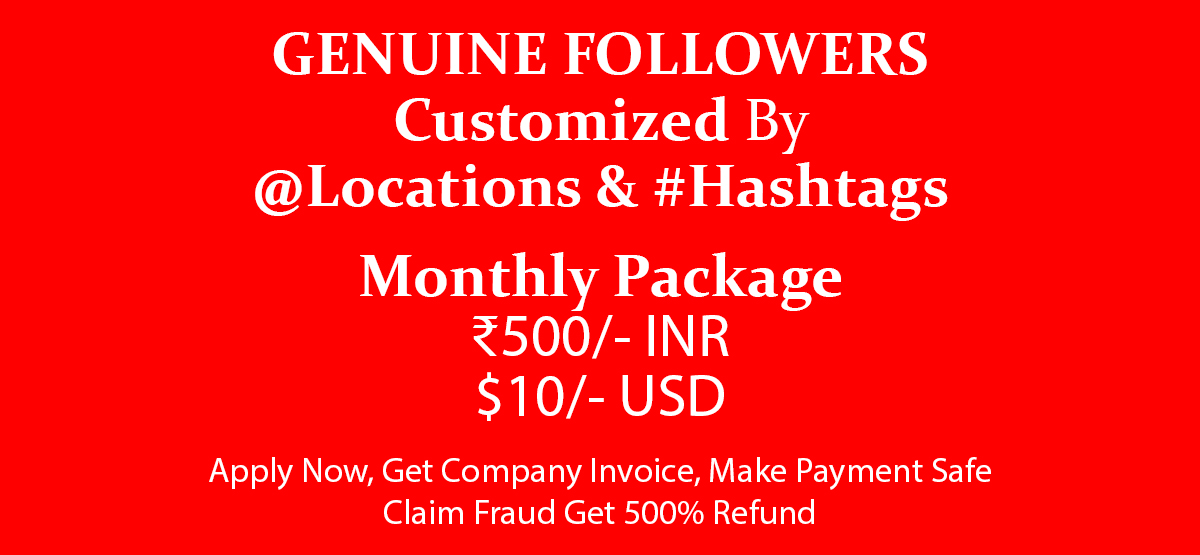 GENUINE FOLLOWERS
Customized By
@Locations & #Hashtags
Monthly Package
₹500/- INR
$10/- USD
Apply Now, Get Company Invoice, Make Payment Safe
Claim Fraud Get 500% Refund